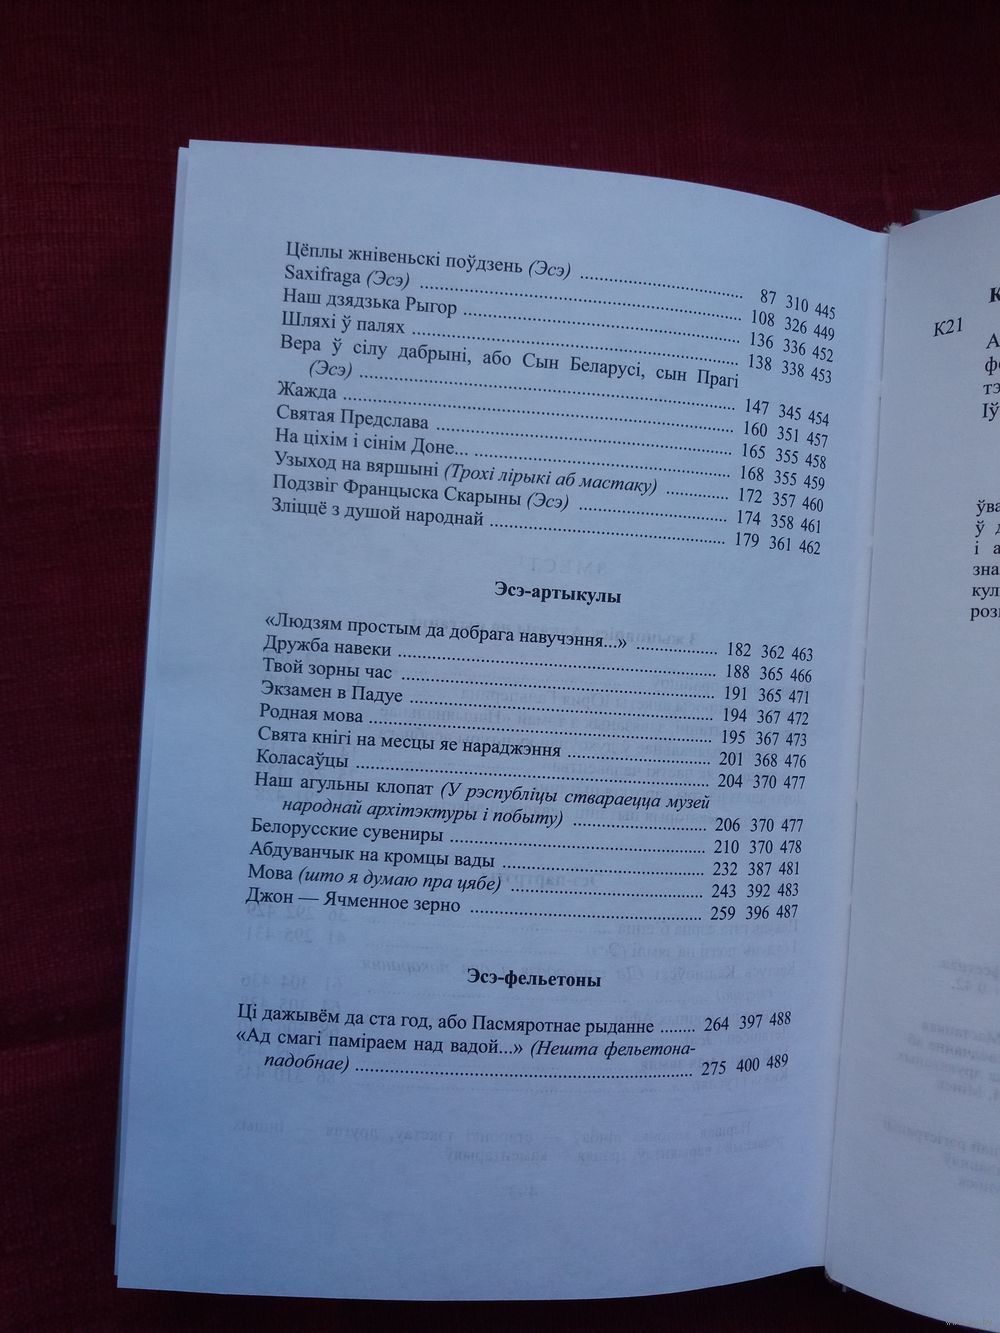 Цёплы жнівеньскі поўдзень (Эсэ) ........................ 87 310 445
Saxifraga (Эсэ) ........................ 108 326 449
Наш дзядзька Рыгор ........................ 136 336 452
Шляхі ў палях ........................ 138 338 453
Вера ў сілу дабрыні, або Сын Беларусі, сын Прагі
(Эсэ) ........................ 147 345 454
Жажда ........................ 160 351 457
Святая Предслава ........................ 165 355 458
На ціхім і сінім Доне... ........................ 168 355 459
Узыход на вяршыні (Трохі лірыкі аб мастаку) ............ 172 357 460
Подзвіг Францыска Скарыны (Эсэ) ........................ 174 358 461
Зліццё з душой народнай ........................ 179 361 462
Эсэ-артыкулы
«Людзям простым да добрага навучэння...» ............... 182 362 463
Дружба навеки ........................ 188 365 466
Твой зорны час ........................ 191 365 471
Экзамен в Падуе ........................ 194 367 472
Родная мова ........................ 195 367 473
Свята кнігі на месцы яе нараджэння ........................ 201 368 476
Коласаўцы ........................ 204 370 477
Наш агульны клопат (У рэспубліцы ствараецца музей
народнай архітэктуры і побыту) ........................ 206 370 477
Белорусские сувениры ........................ 210 370 478
Абдуванчык на кромцы вады ........................ 232 387 481
Мова (што я думаю пра цябе) ........................ 243 392 483
Джон — Ячменное зерно ........................ 259 396 487
Эсэ-фельетоны
Ці дажывём да ста год, або Пасмяротнае рыданне ........ 264 397 488
«Ад смагі паміраем над вадой...» (Нешта фельетона-
падобнае) ........................ 275 400 489
К21